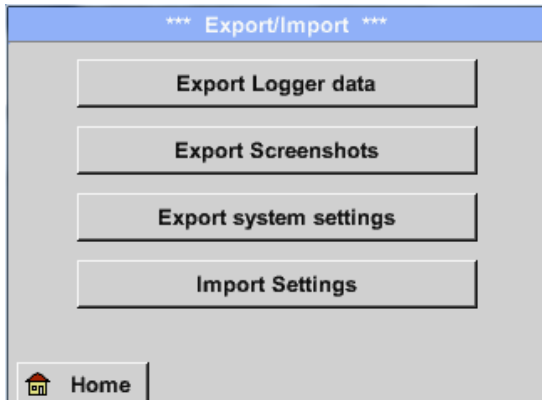 *** Export/Import ***
Export Logger data
Export Screenshots
Export system settings
Import Settings
Home